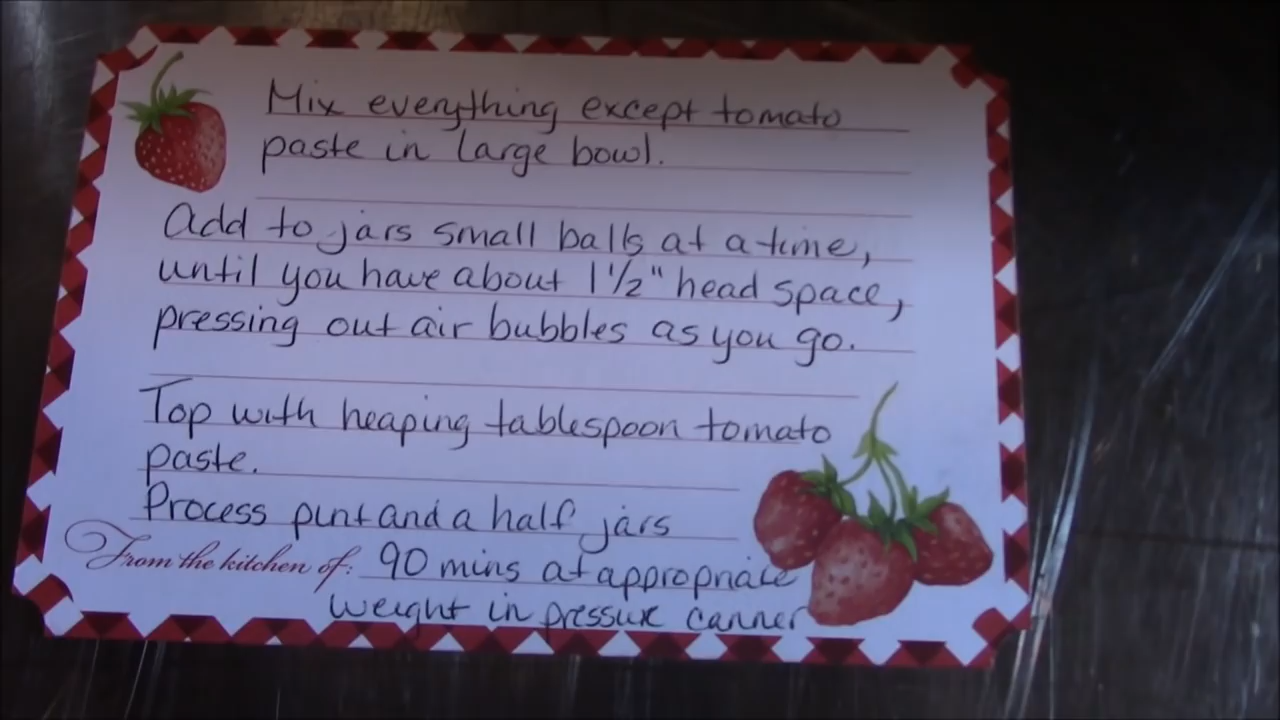 Mix everything except tomato
paste in large bowl.
Add to jars small balls at a time,
until you have about 1 1/2" head space,
pressing out air bubbles as you go.
Top with heaping tablespoon tomato
paste.
Process pint and a half jars
From the kitchen of: 90 mins at appropriate
weight in pressure canner